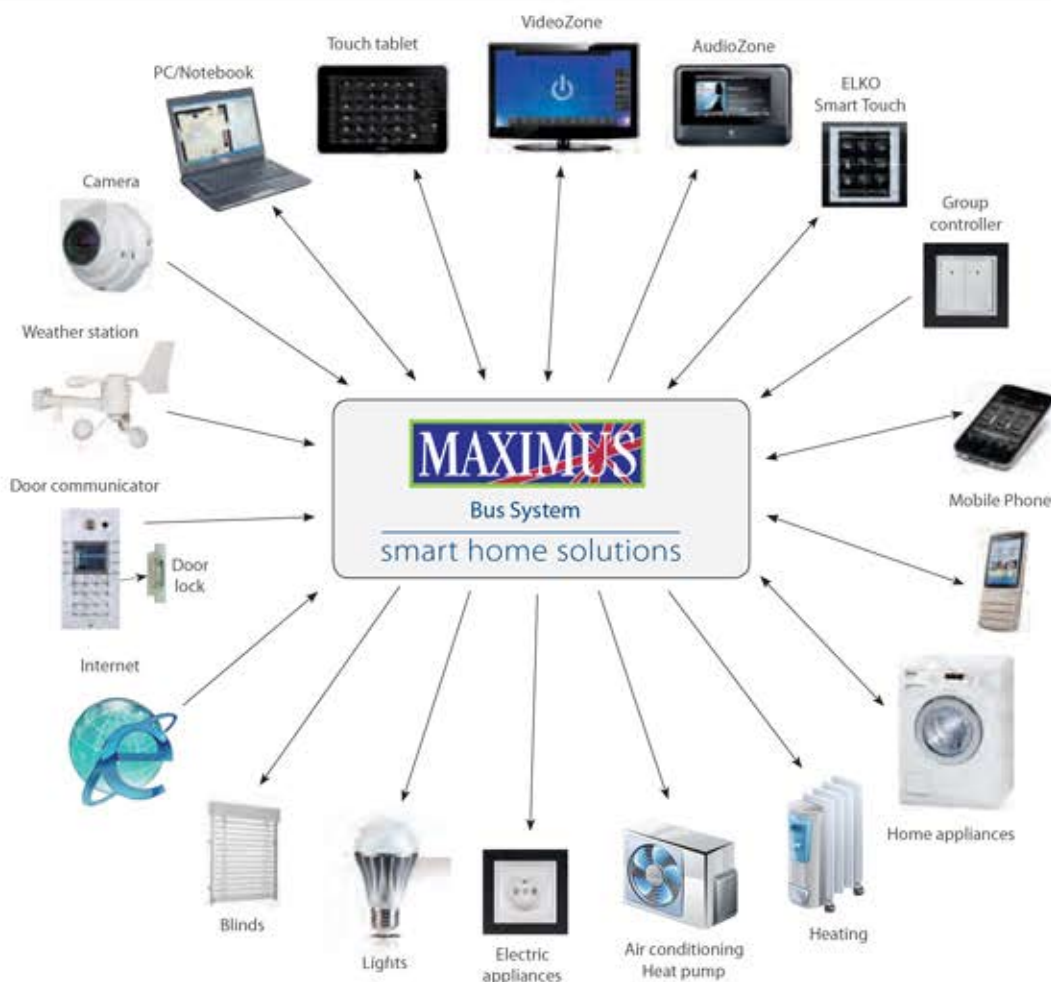 VideoZone
Touch tablet
AudioZone
PC/Notebook
ELKO
Smart Touch
Camera
Group
controller
Weather station
MAXIMUS
Bus System
smart home solutions
Door communicator
Door
lock
Mobile Phone
Internet
Home appliances
Blinds
Lights
Electric
appliances
Air conditioning
Heat pump
Heating